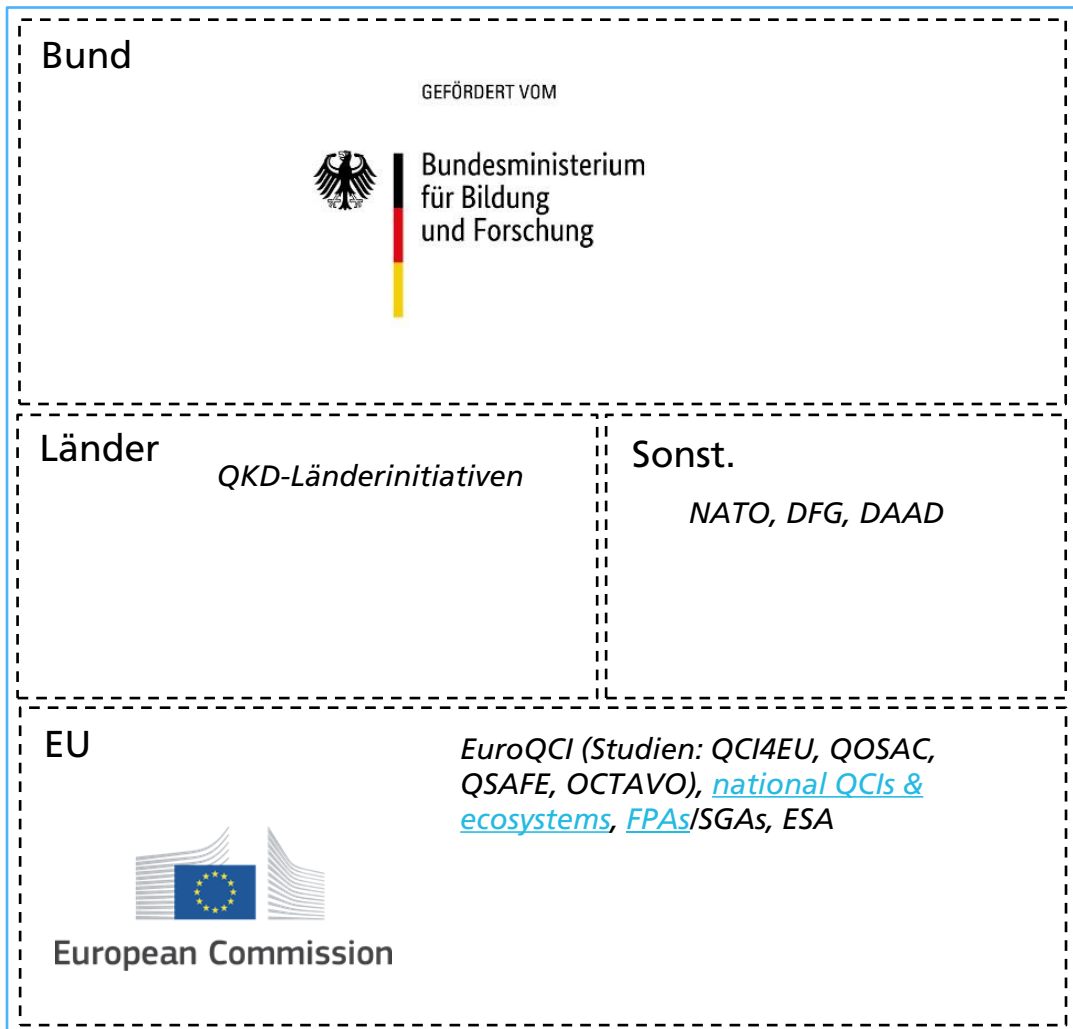 Bund
GEFÖRDERT VOM
Bundesministerium
für Bildung
und Forschung
Länder
QKD-Länderinitiativen
Sonst.
NATO, DFG, DAAD
EU
EuroQCI (Studien: QCI4EU, QOSAC,
QSAFE, OCTAVO), national QCIs &
ecosystems, FPAs/SGAs, ESA
European Commission